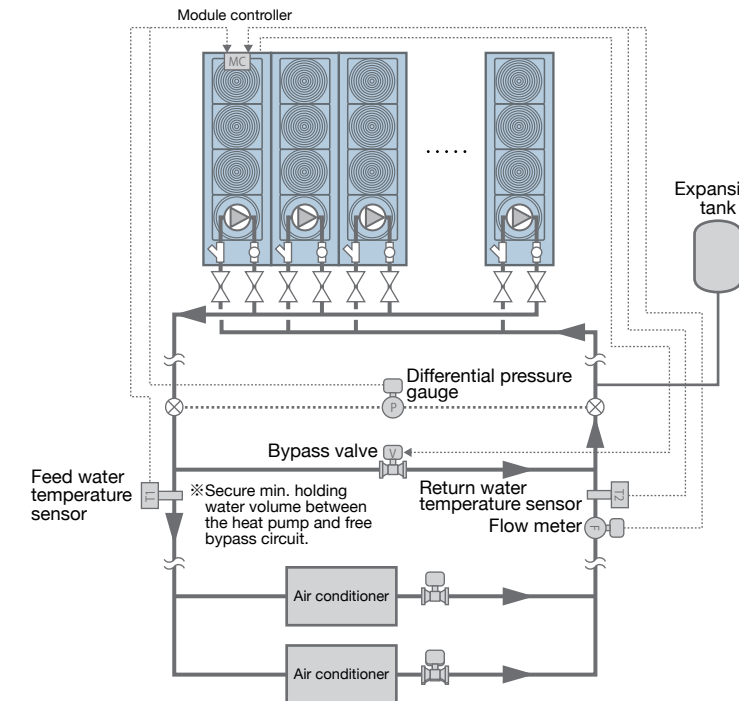 Module controller
MC
.....
Expansi
tank
Differential pressure
gauge
P
Bypass valve
V
Feed water
temperature
sensor
T1
※Secure min. holding
water volume between
the heat pump and free
bypass circuit.
Return water
temperature sensor
T2
Flow meter
F
Air conditioner
Air conditioner